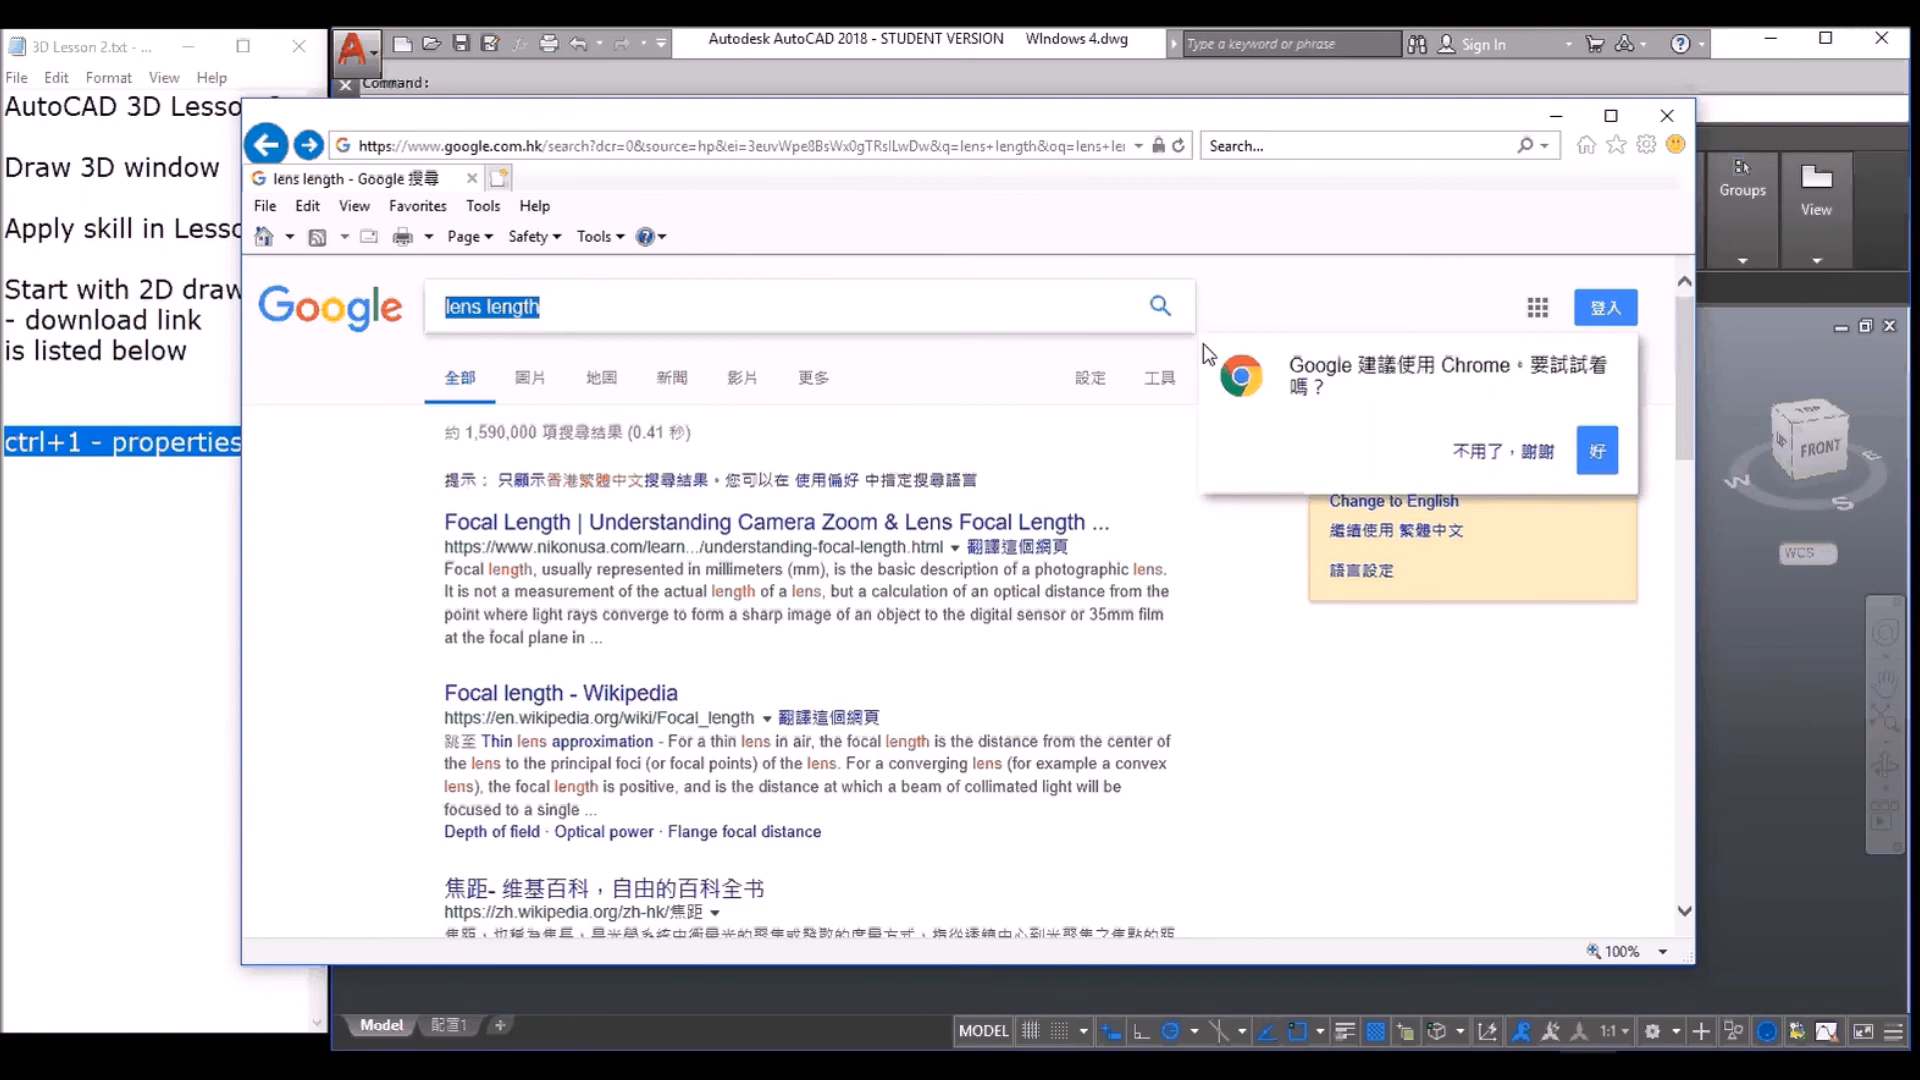 3D Lesson 2.txt - ...
File Edit Format View Help
AutoCAD 3D Lesso
Draw 3D window
Apply skill in Lesso
Start with 2D draw
- download link
is listed below
ctrl+1 - properties
Autodesk AutoCAD 2018 - STUDENT VERSION WIndows 4.dwg
Type a keyword or phrase
Sign In
Command:
Groups
View
https://www.google.com.hk/search?dcr=0&source=hp&ei=3euvWpe8BsWx0gTRsILwDw&q=lens+length&oq=lens+le
Search...
lens length - Google 搜尋
File Edit View Favorites Tools Help
Page Safety Tools
Google
lens length
登入
全部 圖片 地圖 新聞 影片 更多 設定 工具
Google 建議使用 Chrome。要試試看
嗎？
不用了，謝謝 好
約 1,590,000 項搜尋結果 (0.41 秒)
提示： 只顯示香港繁體中文搜尋結果。您可以在 使用偏好 中指定搜尋語言
Change to English
繼續使用 繁體中文
語言設定
Focal Length | Understanding Camera Zoom & Lens Focal Length ...
https://www.nikonusa.com/learn.../understanding-focal-length.html 翻譯這個網頁
Focal length, usually represented in millimeters (mm), is the basic description of a photographic lens.
It is not a measurement of the actual length of a lens, but a calculation of an optical distance from the
point where light rays converge to form a sharp image of an object to the digital sensor or 35mm film
at the focal plane in ...
Focal length - Wikipedia
https://en.wikipedia.org/wiki/Focal_length 翻譯這個網頁
跳至 Thin lens approximation - For a thin lens in air, the focal length is the distance from the center of
the lens to the principal foci (or focal points) of the lens. For a converging lens (for example a convex
lens), the focal length is positive, and is the distance at which a beam of collimated light will be
focused to a single ...
Depth of field · Optical power · Flange focal distance
焦距- 维基百科，自由的百科全书
https://zh.wikipedia.org/zh-hk/焦距
100%
TOP
FRONT
W
S
E
WCS
Model 配置1
MODEL
1:1